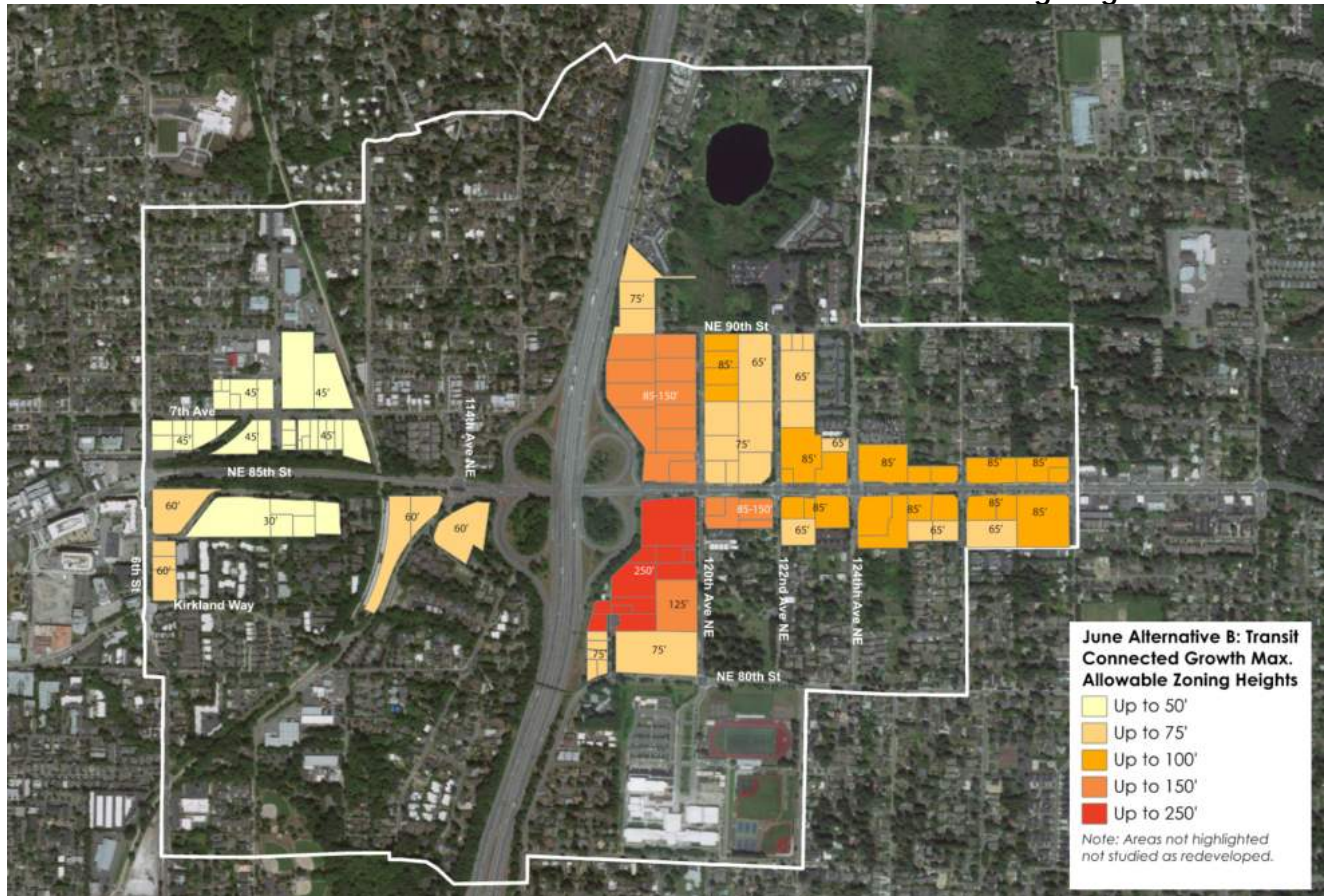 75'
NE 90th St
85'
65'
65'
45'
45'
85-150'
7th Ave
45'
45'
45'
114th Ave NE
75'
85'
65'
85'
85'
85'
NE 85th St
60'
30'
60'
60'
85-150'
85'
85'
85'
85'
65'
65'
65'
6th St
60'
250'
120th Ave NE
122nd Ave NE
124thh Ave NE
Kirkland Way
125'
75'
75'
NE 80th St
June Alternative B: Transit
Connected Growth Max.
Allowable Zoning Heights
Up to 50'
Up to 75'
Up to 100'
Up to 150'
Up to 250'
Note: Areas not highlighted
not studied as redeveloped.